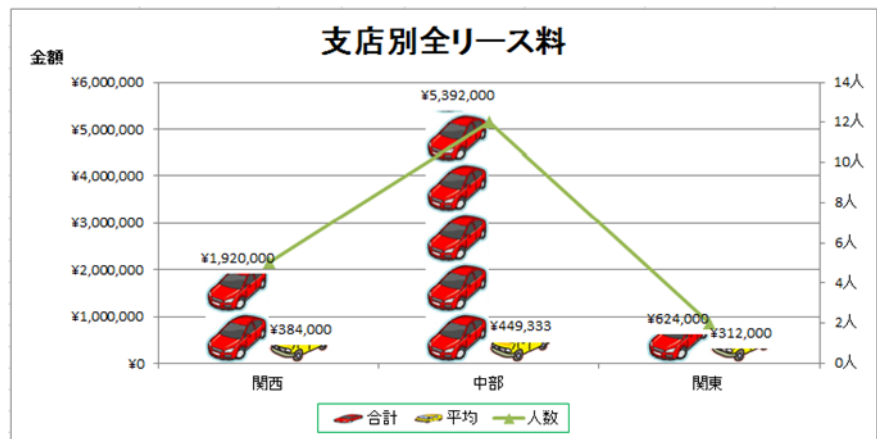 支店別全リース料
金額
¥6,000,000
¥5,000,000
¥4,000,000
¥3,000,000
¥2,000,000
¥1,000,000
¥0
14人
12人
10人
8人
6人
4人
2人
0人
¥1,920,000
¥384,000
¥5,392,000
¥449,333
¥624,000
¥312,000
関西
中部
関東
合計 平均 人数